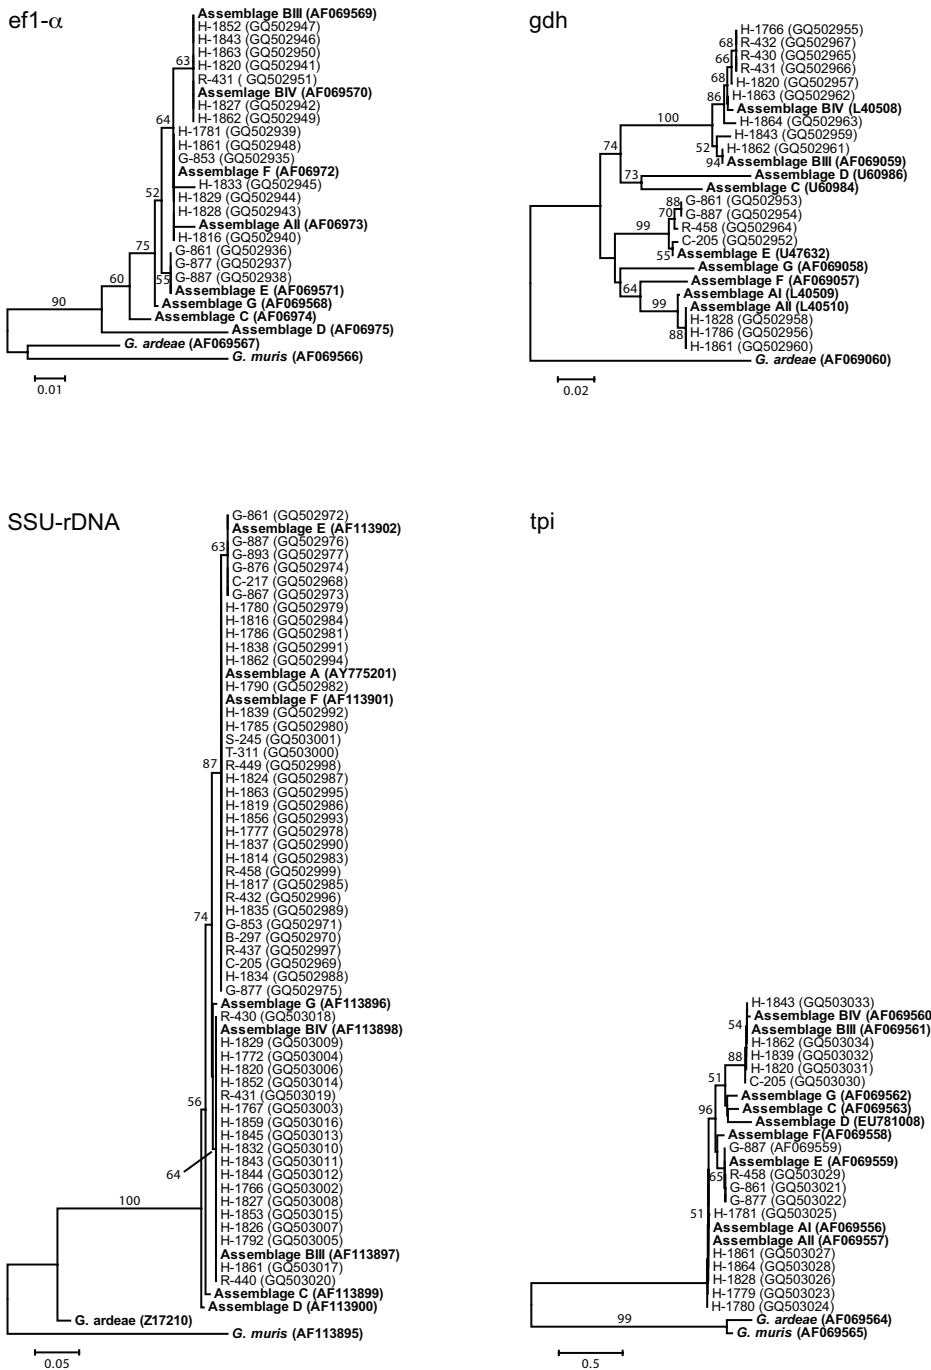 ef1-α
Assemblage BIII (AF069569)
H-1852 (GQ502947)
H-1843 (GQ502946)
H-1863 (GQ502950)
63
H-1820 (GQ502941)
R-431 ( GQ502951)
Assemlage BIV (AF069570)
H-1827 (GQ502942)
H-1862 (GQ502949)
64
H-1781 (GQ502939)
H-1861 (GQ502948)
G-853 (GQ502935)
Assemblage F (AF06972)
H-1833 (GQ502945)
52
H-1829 (GQ502944)
H-1828 (GQ502943)
Assemblage AII (AF06973)
H-1816 (GQ502940)
75
G-861 (GQ502936)
G-877 (GQ502937)
60
55
G-887 (GQ502938)
Assemblage E (AF069571)
90
Assemblage G (AF069568)
Assemblage C (AF06974)
Assemblage D (AF06975)
G. ardeae (AF069567)
G. muris (AF069566)
0.01
gdh
H-1766 (GQ502955)
68
R-432 (GQ502967)
R-430 (GQ502965)
66
R-431 (GQ502966)
68
H-1820 (GQ502957)
86
H-1863 (GQ502962)
Assemblage BIV (L40508)
100
H-1864 (GQ502963)
H-1843 (GQ502959)
74
52
H-1862 (GQ502961)
94
Assemblage BIII (AF069059)
73
Assemblage D (U60986)
Assemblage C (U60984)
88
G-861 (GQ502953)
70
G-887 (GQ502954)
99
R-458 (GQ502964)
C-205 (GQ502952)
55
Assemblage E (U47632)
Assemblage G (AF069058)
Assemblage F (AF069057)
64
Assemblage AI (L40509)
99
Assemblage AII (L40510)
H-1828 (GQ502958)
88
H-1786 (GQ502956)
H-1861 (GQ502960)
G. ardeae (AF069060)
0.02
SSU-rDNA
G-861 (GQ502972)
Assemblage E (AF113902)
G-887 (GQ502976)
63
G-893 (GQ502977)
G-876 (GQ502974)
C-217 (GQ502968)
G-867 (GQ502973)
H-1780 (GQ502979)
H-1816 (GQ502984)
H-1786 (GQ502981)
H-1838 (GQ502991)
H-1862 (GQ502994)
Assemblage A (AY775201)
H-1790 (GQ502982)
Assemblage F (AF113901)
H-1839 (GQ502992)
H-1785 (GQ502980)
S-245 (GQ503001)
T-311 (GQ503000)
87
R-449 (GQ502998)
H-1824 (GQ502987)
H-1863 (GQ502995)
H-1819 (GQ502986)
H-1856 (GQ502993)
H-1777 (GQ502978)
H-1837 (GQ502990)
H-1814 (GQ502983)
R-458 (GQ502999)
H-1817 (GQ502985)
R-432 (GQ502996)
74
H-1835 (GQ502989)
G-853 (GQ502971)
B-297 (GQ502970)
R-437 (GQ502997)
C-205 (GQ502969)
H-1834 (GQ502988)
G-877 (GQ502975)
Assemblage G (AF113896)
R-430 (GQ503018)
Assemblage BIV (AF113898)
H-1829 (GQ503009)
H-1772 (GQ503004)
H-1820 (GQ503006)
H-1852 (GQ503014)
R-431 (GQ503019)
56
H-1767 (GQ503003)
H-1859 (GQ503016)
H-1845 (GQ503013)
H-1832 (GQ503010)
H-1843 (GQ503011)
64
H-1844 (GQ503012)
H-1766 (GQ503002)
H-1827 (GQ503008)
100
H-1853 (GQ503015)
H-1826 (GQ503007)
H-1792 (GQ503005)
Assemblage BIII (AF113897)
H-1861 (GQ503017)
R-440 (GQ503020)
Assemblage C (AF113899)
Assemblage D (AF113900)
G. ardeae (Z17210)
G. muris (AF113895)
0.05
tpi
H-1843 (GQ503033)
Assemblage BIV (AF069560
54
Assemblage BIII (AF069561)
H-1862 (GQ503034)
88
H-1839 (GQ503032)
H-1820 (GQ503031)
51
C-205 (GQ503030)
Assemblage G (AF069562)
96
Assemblage C (AF069563)
Assemblage D (EU781008)
Assemblage F(AF069558)
G-887 (AF069559)
Assemblage E (AF069559)
65
R-458 (GQ503029)
G-861 (GQ503021)
G-877 (GQ503022)
51
H-1781 (GQ503025)
Assemblage AI (AF069556)
Assemblage AII (AF069557)
H-1861 (GQ503027)
H-1864 (GQ503028)
H-1828 (GQ503026)
H-1779 (GQ503023)
H-1780 (GQ503024)
99
G. ardeae (AF069564)
G. muris (AF069565)
0.5